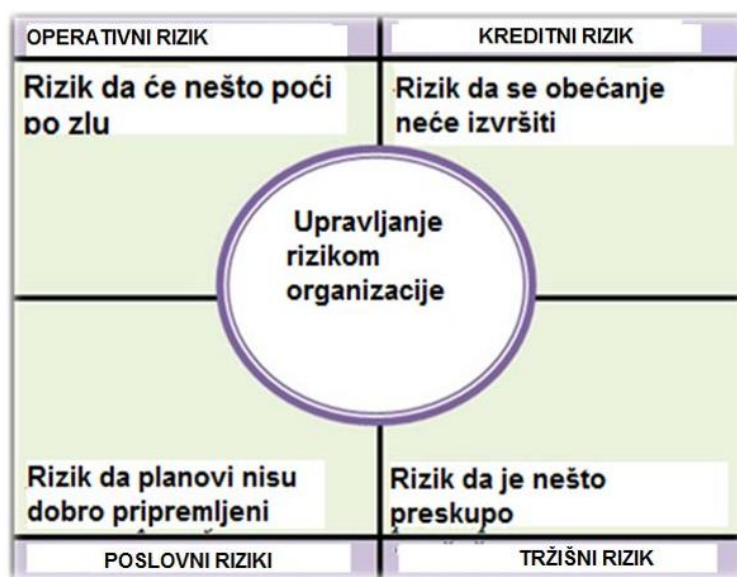 OPERATIVNI RIZIK
KREDITNI RIZIK
Rizik da će nešto poći
po zlu
Rizik da se obećanje
neće izvršiti
Upravljanje
rizikom
organizacije
Rizik da planovi nisu
dobro pripremljeni
Rizik da je nešto
preskupo
POSLOVNI RIZIKI
TRŽIŠNI RIZIK